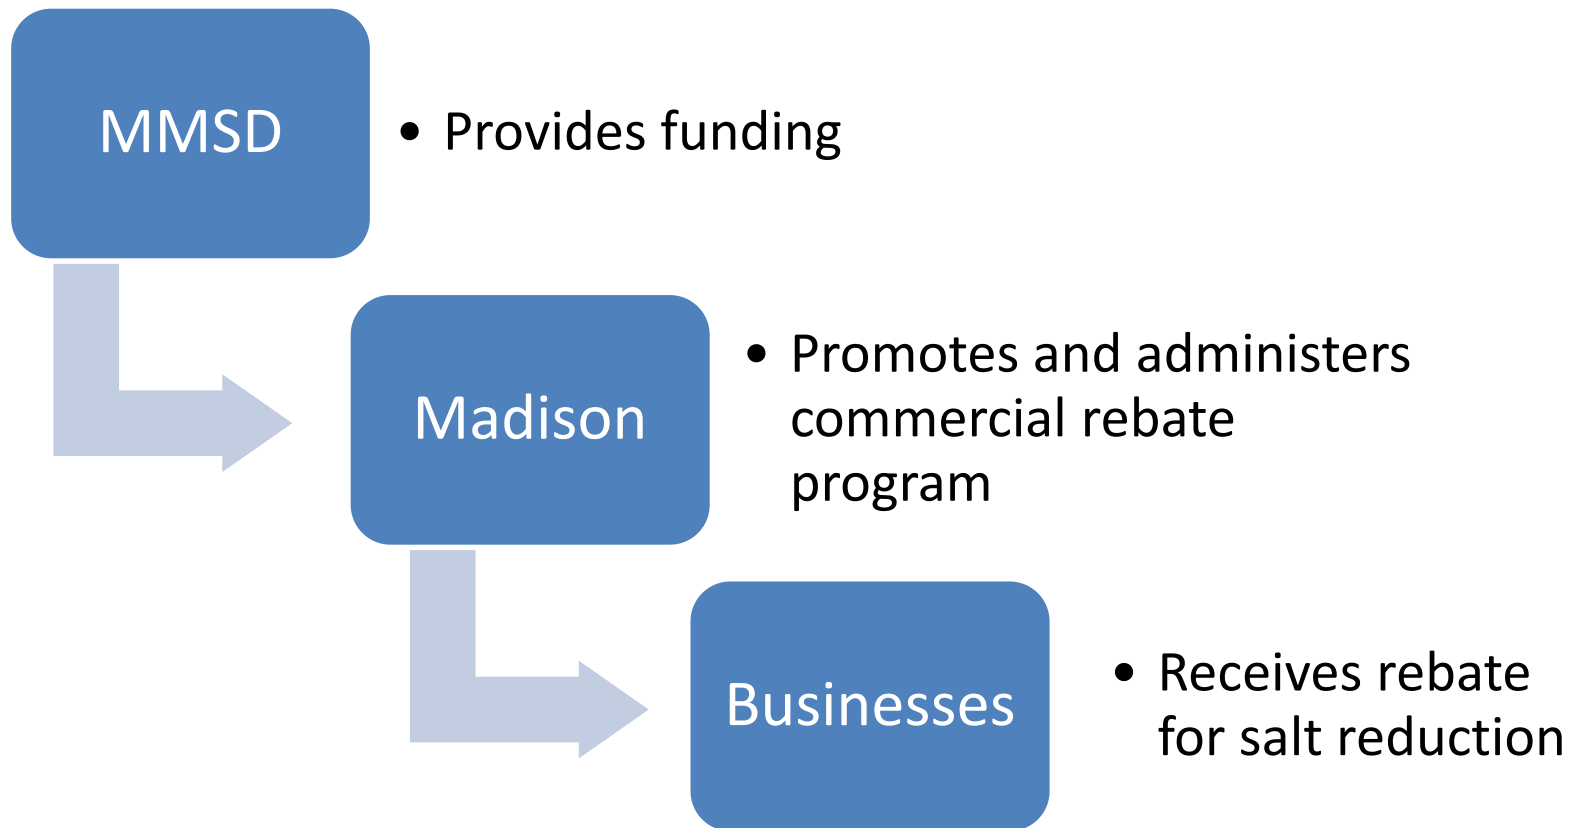 MMSD
• Provides funding
Madison
• Promotes and administers
commercial rebate
program
Businesses
• Receives rebate
for salt reduction